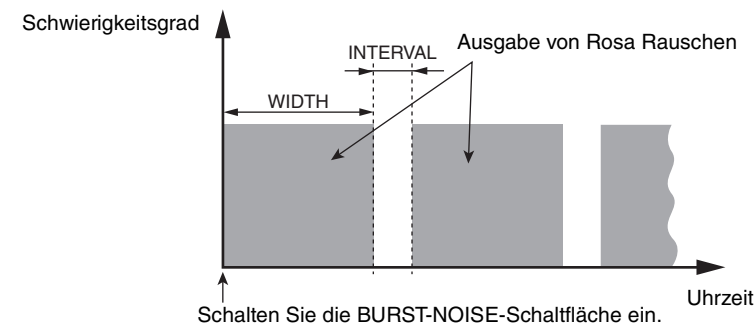 Schwierigkeitsgrad
INTERVAL
Ausgabe von Rosa Rauschen
WIDTH
Uhrzeit
Schalten Sie die BURST-NOISE-Schaltfläche ein.